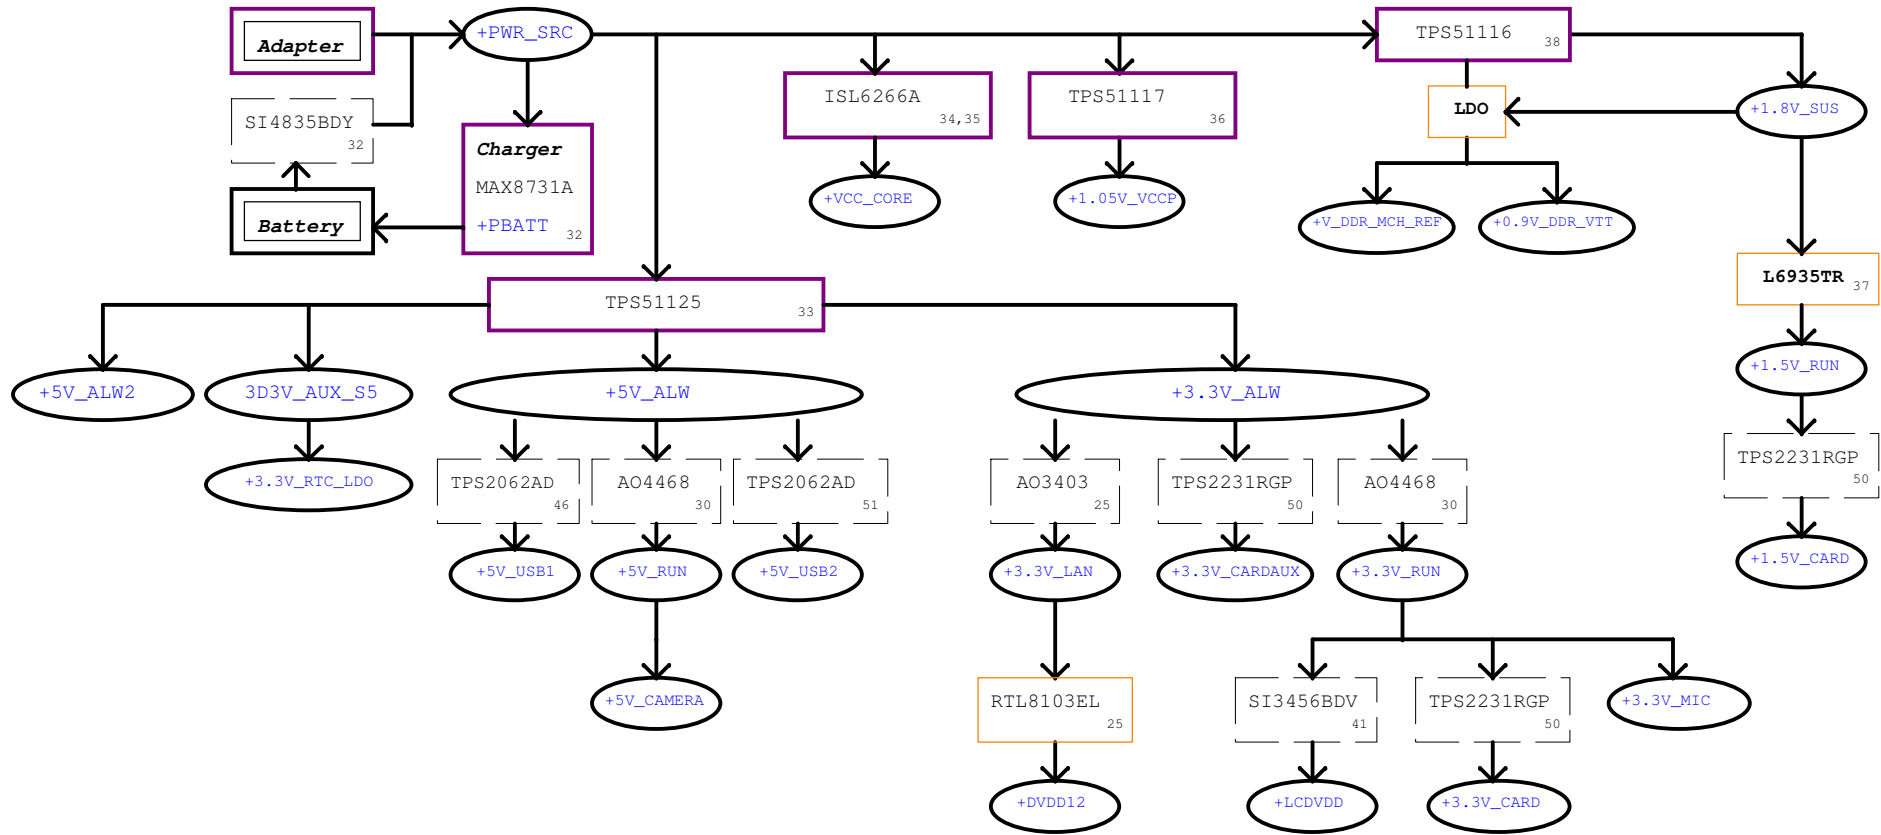 Adapter
+PWR_SRC
TPS51116
38
SI4835BDY
32
ISL6266A
34,35
TPS51117
36
LDO
+1.8V_SUS
Charger
MAX8731A
+PBATT
32
Battery
+VCC_CORE
+1.05V_VCCP
+V_DDR_MCH_REF
+0.9V_DDR_VTT
L6935TR
37
TPS51125
33
+1.5V_RUN
+5V_ALW2
3D3V_AUX_S5
+5V_ALW
+3.3V_ALW
TPS2231RGP
50
+3.3V_RTC_LDO
TPS2062AD
46
AO4468
30
TPS2062AD
51
AO3403
25
TPS2231RGP
50
AO4468
30
+1.5V_CARD
+5V_USB1
+5V_RUN
+5V_USB2
+3.3V_LAN
+3.3V_CARDAUX
+3.3V_RUN
+5V_CAMERA
RTL8103EL
25
SI3456BDV
41
TPS2231RGP
50
+3.3V_MIC
+DVDD12
+LCDVDD
+3.3V_CARD